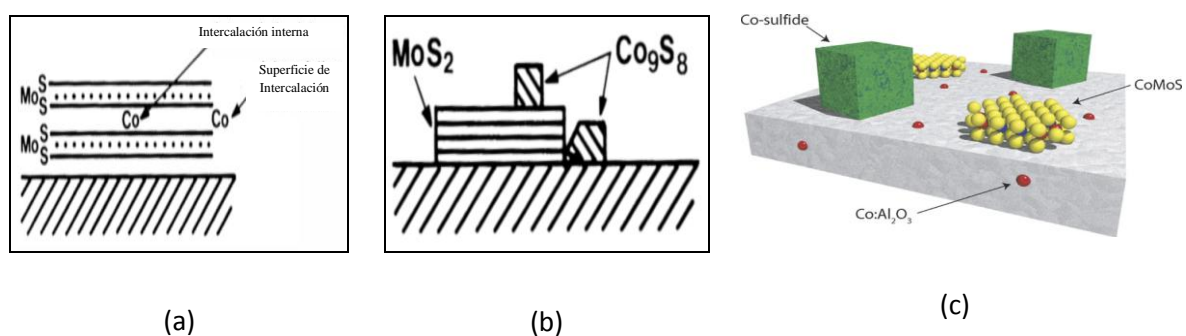 Intercalación interna
Superficie de
Intercalación
Mo S
S
Co
Co
Mo S
S
(a)
MoS2
Co9S8
(b)
Co-sulfide
CoMoS
Co:Al2O3
(c)